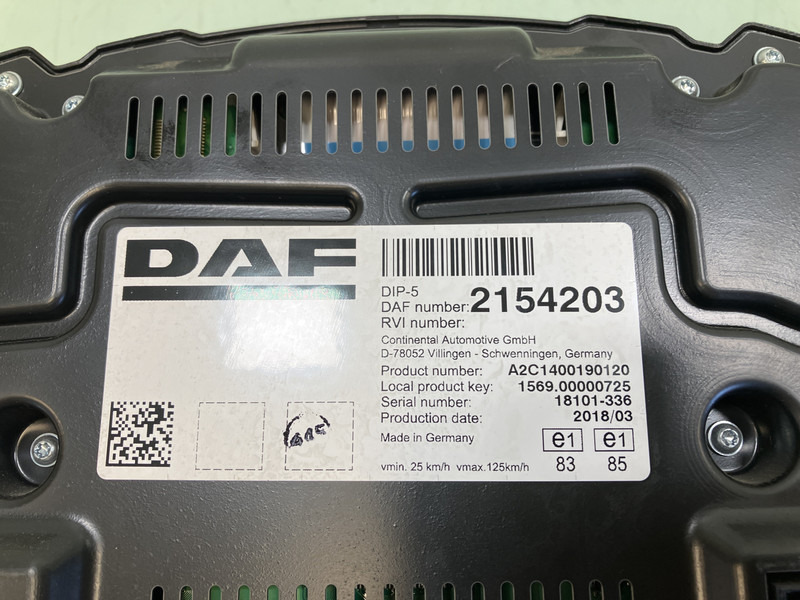 DAF
DIP-5
DAF number: 2154203
RVI number:
Continental Automotive GmbH
D-78052 Villingen - Schwenningen, Germany
Product number: A2C1400190120
Local product key: 1569.00000725
Serial number: 18101-336
Production date: 2018/03
Made in Germany e1 e1
83 85
vmin. 25 km/h vmax.125km/h